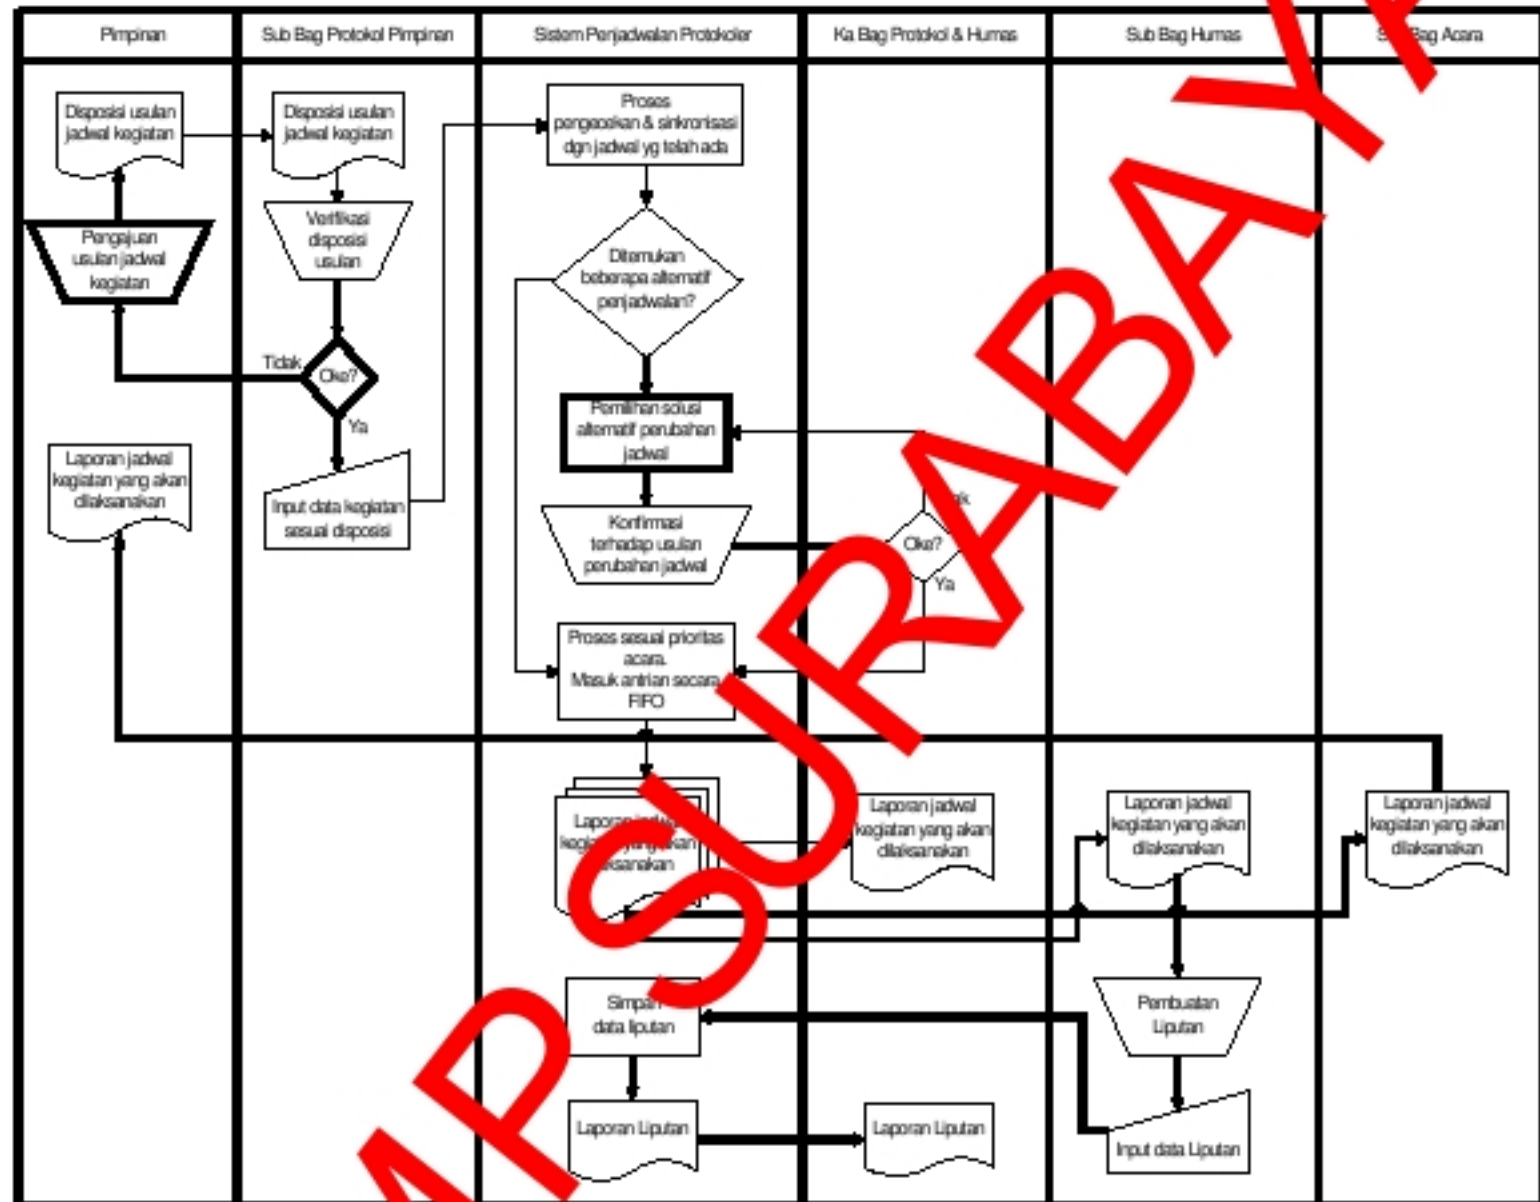 Pimpinan
Sub Bag Protokol Pimpinan
Sistem Penjadwalan Protokoler
Ka Bag Protokol & Humas
Sub Bag Humas
Bag Acara
Disposisi usulan
jadwal kegiatan
Pengajuan
usulan jadwal
kegiatan
Laporan jadwal
kegiatan yang akan
dilaksanakan
Disposisi usulan
jadwal kegiatan
Verifikasi
disposisi
usulan
Tidak
Oke?
Ya
Input data kegiatan
sesuai disposisi
Proses
pengecekan & sinkronisasi
dgn jadwal yg telah ada
Ditemukan
beberapa alternatif
penjadwalan?
Pemilihan solusi
alternatif perubahan
jadwal
Konfirmasi
terhadap usulan
perubahan jadwal
Oke?
Ya
Proses sesuai prioritas
acara.
Masuk antrian secara
FIFO
Laporan
akan
Laporan jadwal
kegiatan yang akan
dilaksanakan
Laporan jadwal
kegiatan yang akan
dilaksanakan
Laporan jadwal
kegiatan yang akan
dilaksanakan
Simpan
data liputan
Pembuatan
Liputan
Laporan Liputan
Laporan Liputan
Input data Liputan
SURABAYA